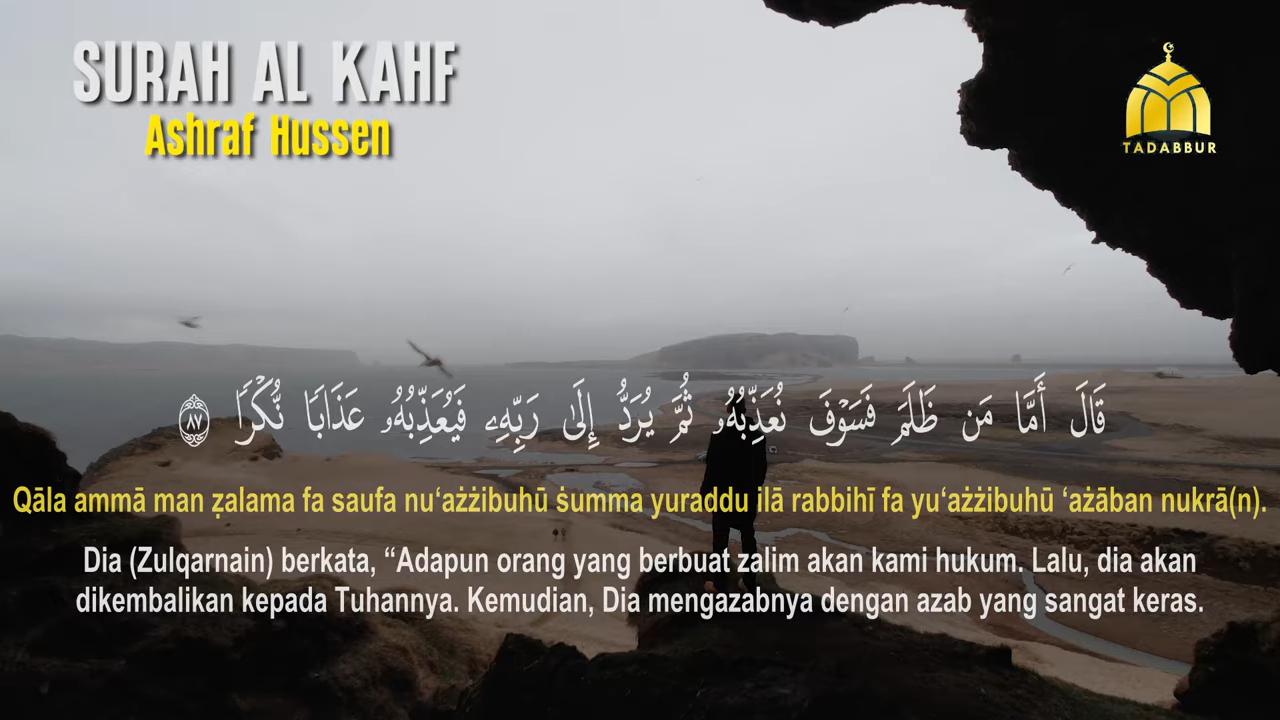 SURAH AL KAHF
Ashraf Hussen
TADABBUR
قَالَ أَمَّا مَن ظَلَمَ فَسَوْفَ نُعَذِّبُهُۥ ثُمَّ يُرَدُّ إِلَىٰ رَبِّهِۦ فَيُعَذِّبُهُۥ عَذَابًا نُّكْرًا ٨٧
Qāla ammā man ẓalama fa saufa nu‘ażżibuhū ṡumma yuraddu ilā rabbihī fa yu‘ażżibuhū ‘ażāban nukrā(n).
Dia (Zulqarnain) berkata, “Adapun orang yang berbuat zalim akan kami hukum. Lalu, dia akan
dikembalikan kepada Tuhannya. Kemudian, Dia mengazabnya dengan azab yang sangat keras.